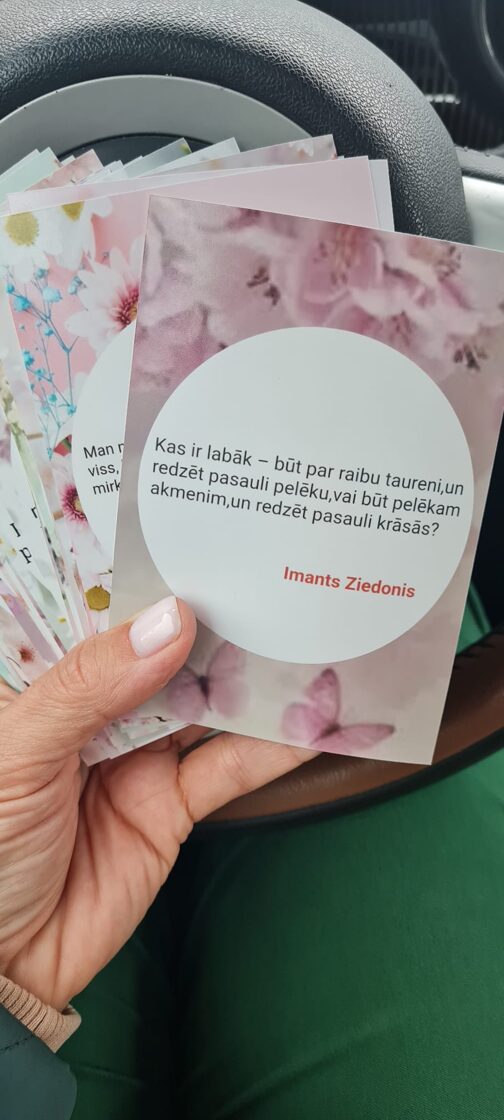 Kas ir labāk – būt par raibu taureni,un
redzēt pasauli pelēku,vai būt pelēkam
akmenim,un redzēt pasauli krāsās?
Imants Ziedonis
Man
viss,